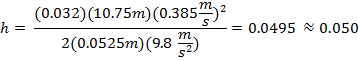 h = (0.032)(10.75m)(0.385 m/s)² / 2(0.0525m)(9.8 m/s²) = 0.0495 ≈ 0.050